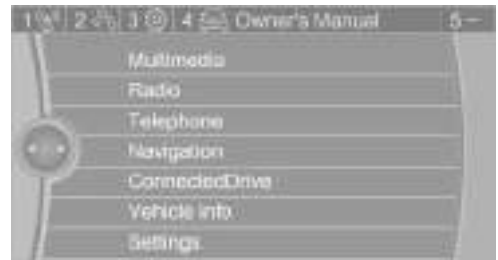 1 2 3 4 Owner's Manual 5
Multimedia
Radio
Telephone
Navigation
ConnectedDrive
Vehicle Info
Settings